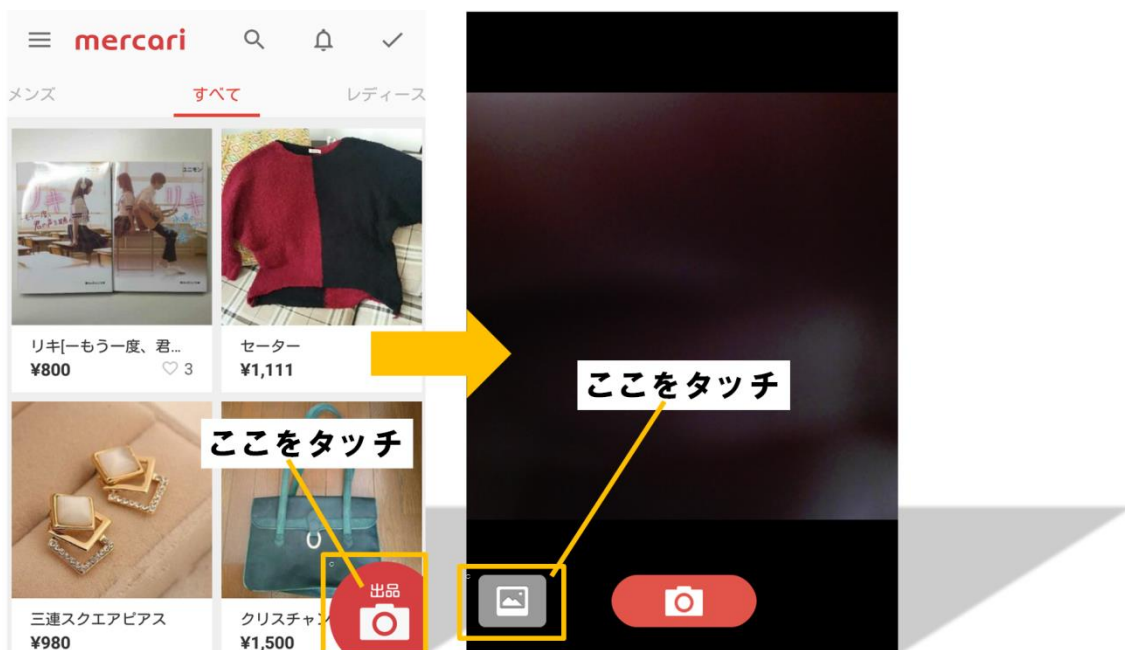 mercari
メンズ すべて レディース
リキ[ーもう一度、君...
¥800 3
セーター
¥1,111
ここをタッチ
ここをタッチ
出品
三連スクエアピアス
¥980
クリスチャン
¥1,500